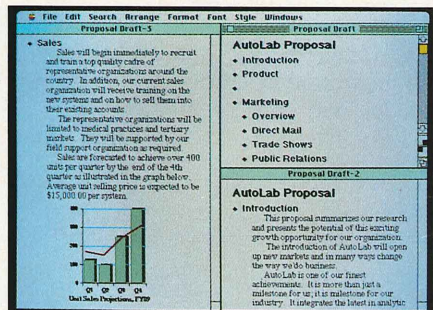 File Edit Search Arrange Format Font Style Windows
Proposal Draft-3
Sales
Sales will begin immediately to recruit
and train a top quality cadre of
representative organizations around the
country. In addition, our current sales
organization will receive training on the
new systems and on how to sell them into
their existing accounts.
The representative organizations will be
limited to medical practices and tertiary
markets. They will be supported by our
field support organization as required.
Sales are forecasted to achieve over 400
units per quarter by the end of the 4th
quarter as illustrated in the graph below.
Average unit selling price is expected to be
$15,000.00 per system.
Q1 Q2 Q3 Q4
Unit Sales Projections, FY89
Proposal Draft
AutoLab Proposal
Introduction
Product
Marketing
Overview
Direct Mail
Trade Shows
Public Relations
Proposal Draft-2
AutoLab Proposal
Introduction
This proposal summarizes our research
and presents the potential of this exciting
growth opportunity for our organization.
The introduction of AutoLab will open
up new markets and in many ways change
the way we do business.
AutoLab is one of our finest
achievements. It is more than just a
milestone for us; it is milestone for our
industry. It integrates the latest in analytic